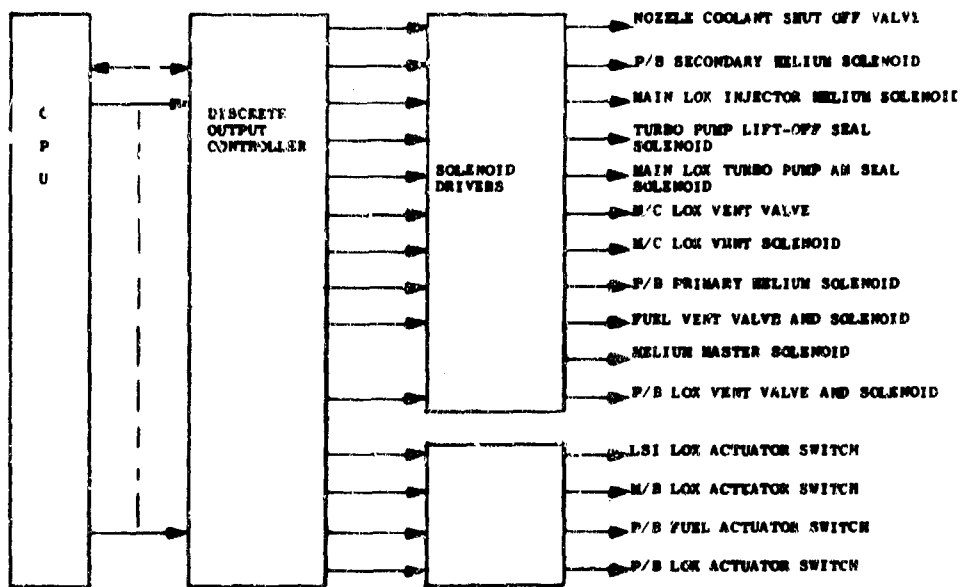 C
P
U
DISCRETE
OUTPUT
CONTROLLER
SOLENOID
DRIVERS
NOZZLE COOLANT SHUT OFF VALVE
P/B SECONDARY HELIUM SOLENOID
MAIN LOX INJECTOR HELIUM SOLENOID
TURBO PUMP LIFT-OFF SEAL
SOLENOID
MAIN LOX TURBO PUMP SEAL
SOLENOID
M/C LOX VENT VALVE
M/C LOX VENT SOLENOID
P/B PRIMARY HELIUM SOLENOID
FUEL VENT VALVE AND SOLENOID
HELIUM MASTER SOLENOID
P/B LOX VENT VALVE AND SOLENOID
LSI LOX ACTUATOR SWITCH
M/B LOX ACTUATOR SWITCH
P/B FUEL ACTUATOR SWITCH
P/B LOX ACTUATOR SWITCH